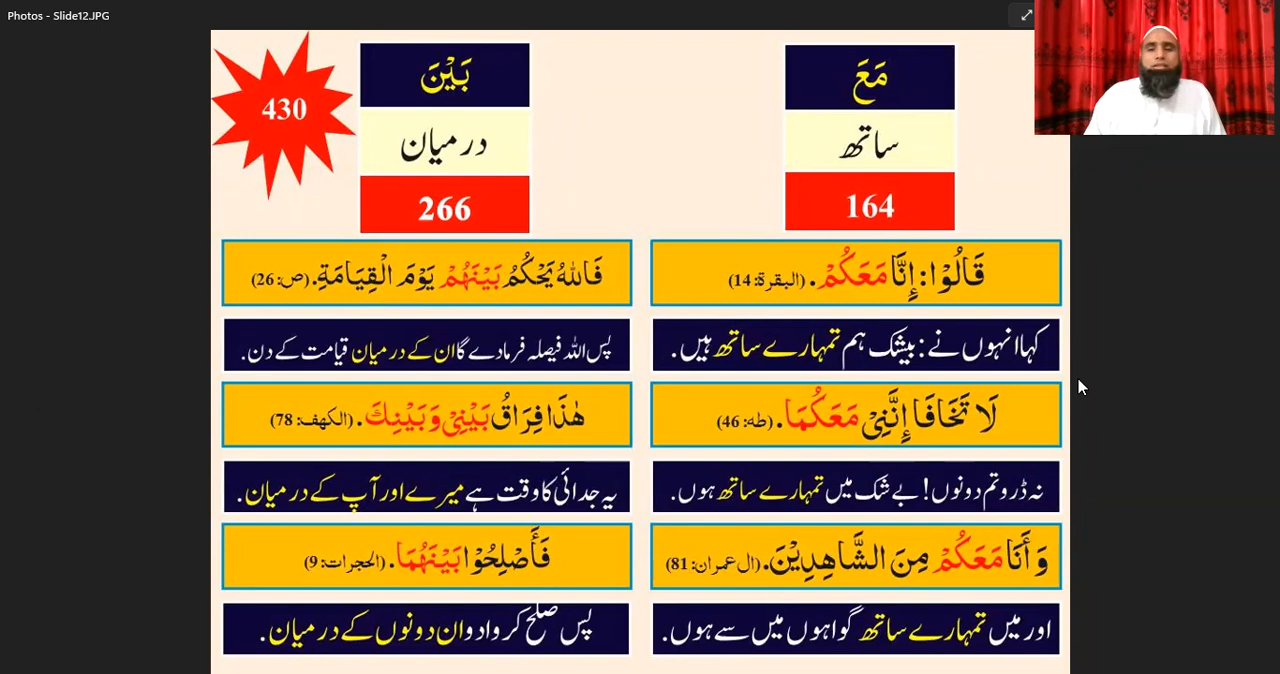 Photos - Slide12.JPG
مَعَ
ساتھ
164
بَيْنَ
درمیان
266
430
قَالُوْا: إِنَّا مَعَكُمْ. (البقرة: 14)
کہا انہوں نے: بیشک ہم تمہارے ساتھ ہیں.
لَا تَخَافَا إِنَّنِيْ مَعَكُمَا. (طه: 46)
نہ ڈرو تم دونوں! بے شک میں تمہارے ساتھ ہوں.
وَأَنَا مَعَكُمْ مِنَ الشَّاهِدِيْنَ. (ال عمران: 81)
اور میں تمہارے ساتھ گواہوں میں سے ہوں.
فَاللهُ يَحْكُمُ بَيْنَهُمْ يَوْمَ الْقِيَامَةِ. (ص: 26)
پس اللہ فیصلہ فرمادے گا ان کے درمیان قیامت کے دن.
هٰذَا فِرَاقُ بَيْنِيْ وَبَيْنِكَ. (الكهف: 78)
یہ جدائی کا وقت ہے میرے اور آپ کے درمیان.
فَأَصْلِحُوْا بَيْنَهُمَا. (الحجرات: 9)
پس صلح کروادو ان دونوں کے درمیان.